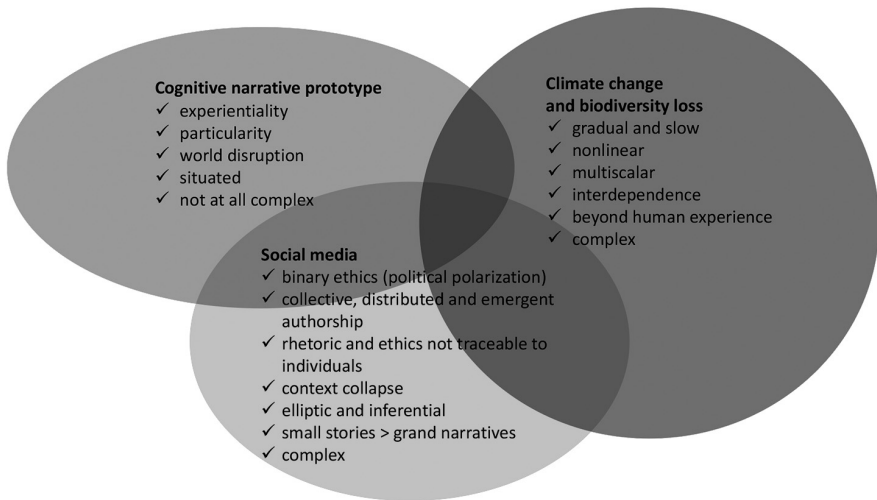 Cognitive narrative prototype
✓ experientiality
✓ particularity
✓ world disruption
✓ situated
✓ not at all complex
Climate change
and biodiversity loss
✓ gradual and slow
✓ nonlinear
✓ multiscalar
✓ interdependence
✓ beyond human experience
✓ complex
Social media
✓ binary ethics (political polarization)
✓ collective, distributed and emergent
authorship
✓ rhetoric and ethics not traceable to
individuals
✓ context collapse
✓ elliptic and inferential
✓ small stories > grand narratives
✓ complex